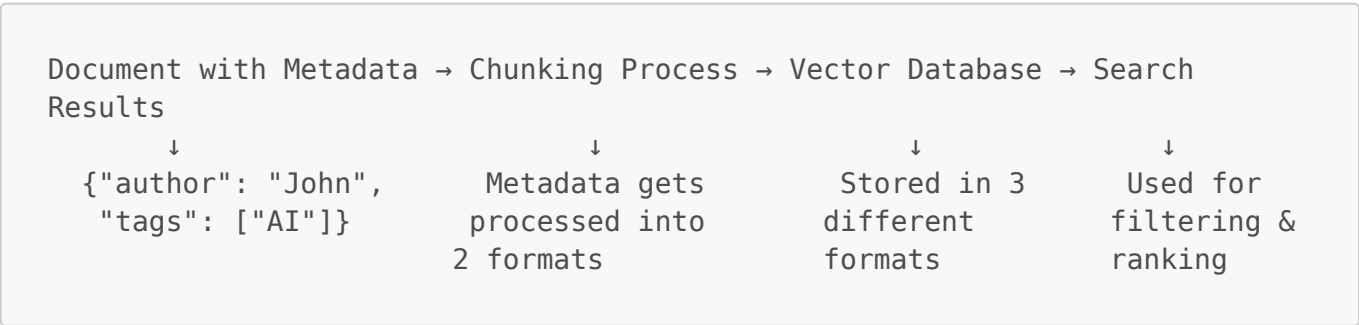 Document with Metadata → Chunking Process → Vector Database → Search
Results
↓ ↓ ↓ ↓
{"author": "John", Metadata gets Stored in 3 Used for
"tags": ["AI"]} processed into different filtering &
2 formats formats ranking